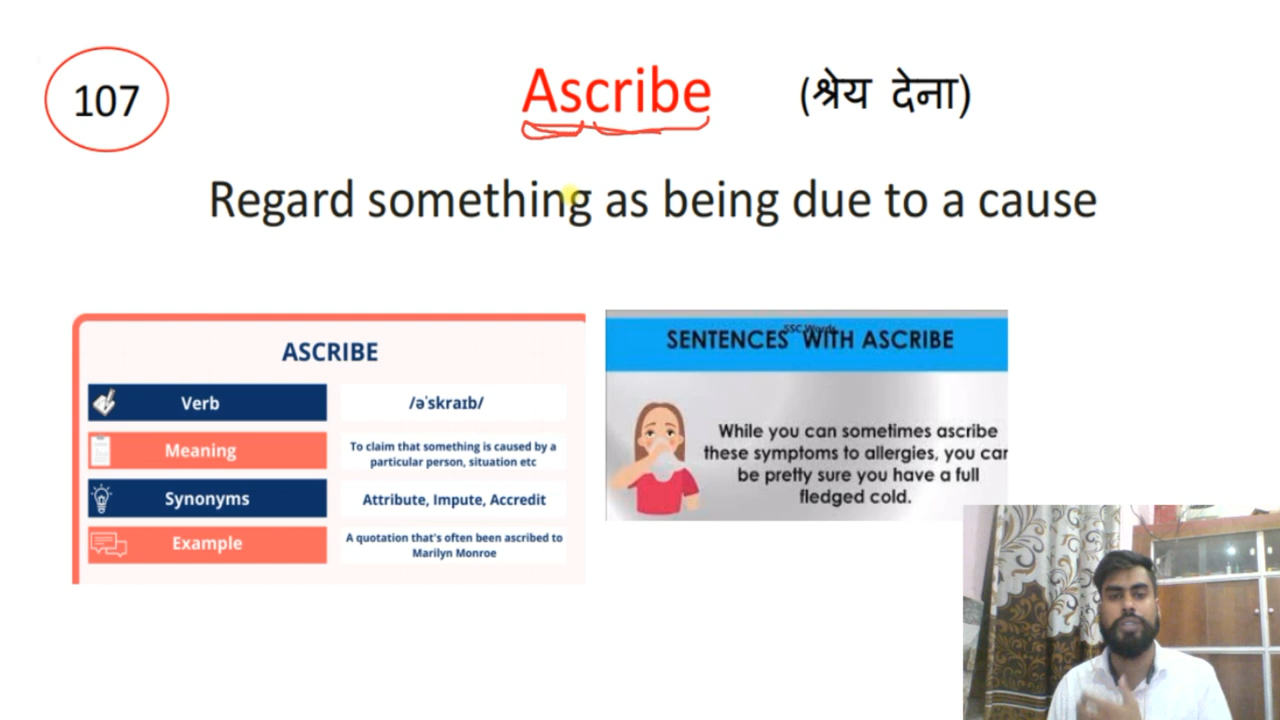 107
Ascribe (श्रेय देना)
Regard something as being due to a cause
ASCRIBE
Verb /əˈskraɪb/
Meaning To claim that something is caused by a
particular person, situation etc
Synonyms Attribute, Impute, Accredit
Example A quotation that's often been ascribed to
Marilyn Monroe
SSC Words
SENTENCES WITH ASCRIBE
While you can sometimes ascribe
these symptoms to allergies, you can
be pretty sure you have a full
fledged cold.